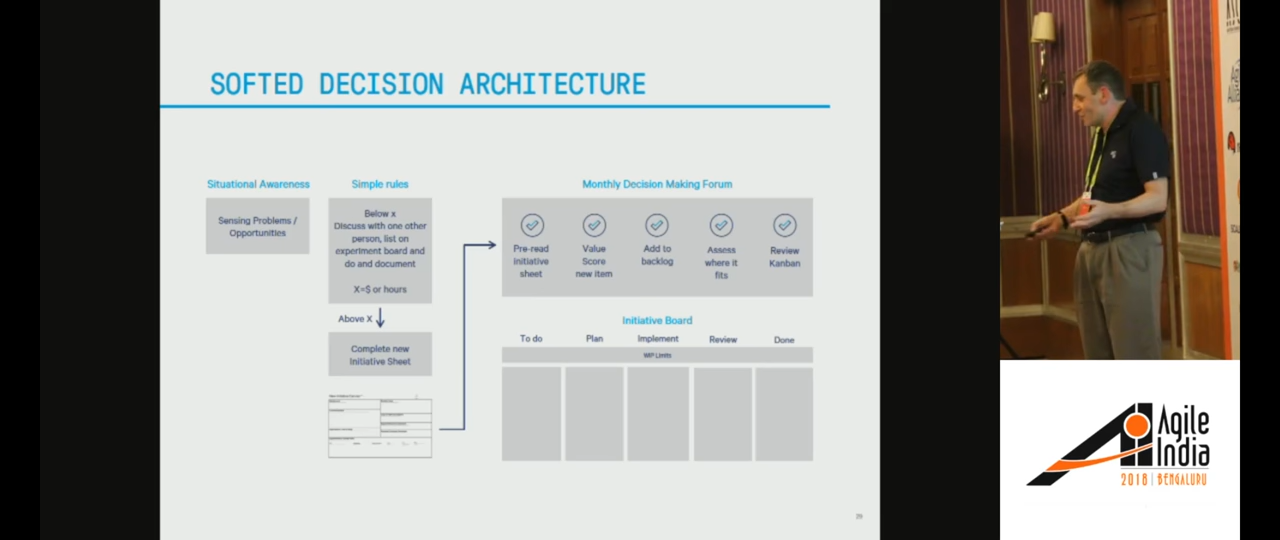 SOFTED DECISION ARCHITECTURE
Situational Awareness
Sensing Problems /
Opportunities
Simple rules
Below x
Discuss with one other
person, list on
experiment board and
do and document
X=$ or hours
Above X
Complete new
Initiative Sheet
Monthly Decision Making Forum
Pre-read
initiative
sheet
Value
Score
new item
Add to
backlog
Assess
where it
fits
Review
Kanban
Initiative Board
To do
Plan
Implement
Review
Done
WIP Limits
29
Agile
India
2018 | BENGALURU